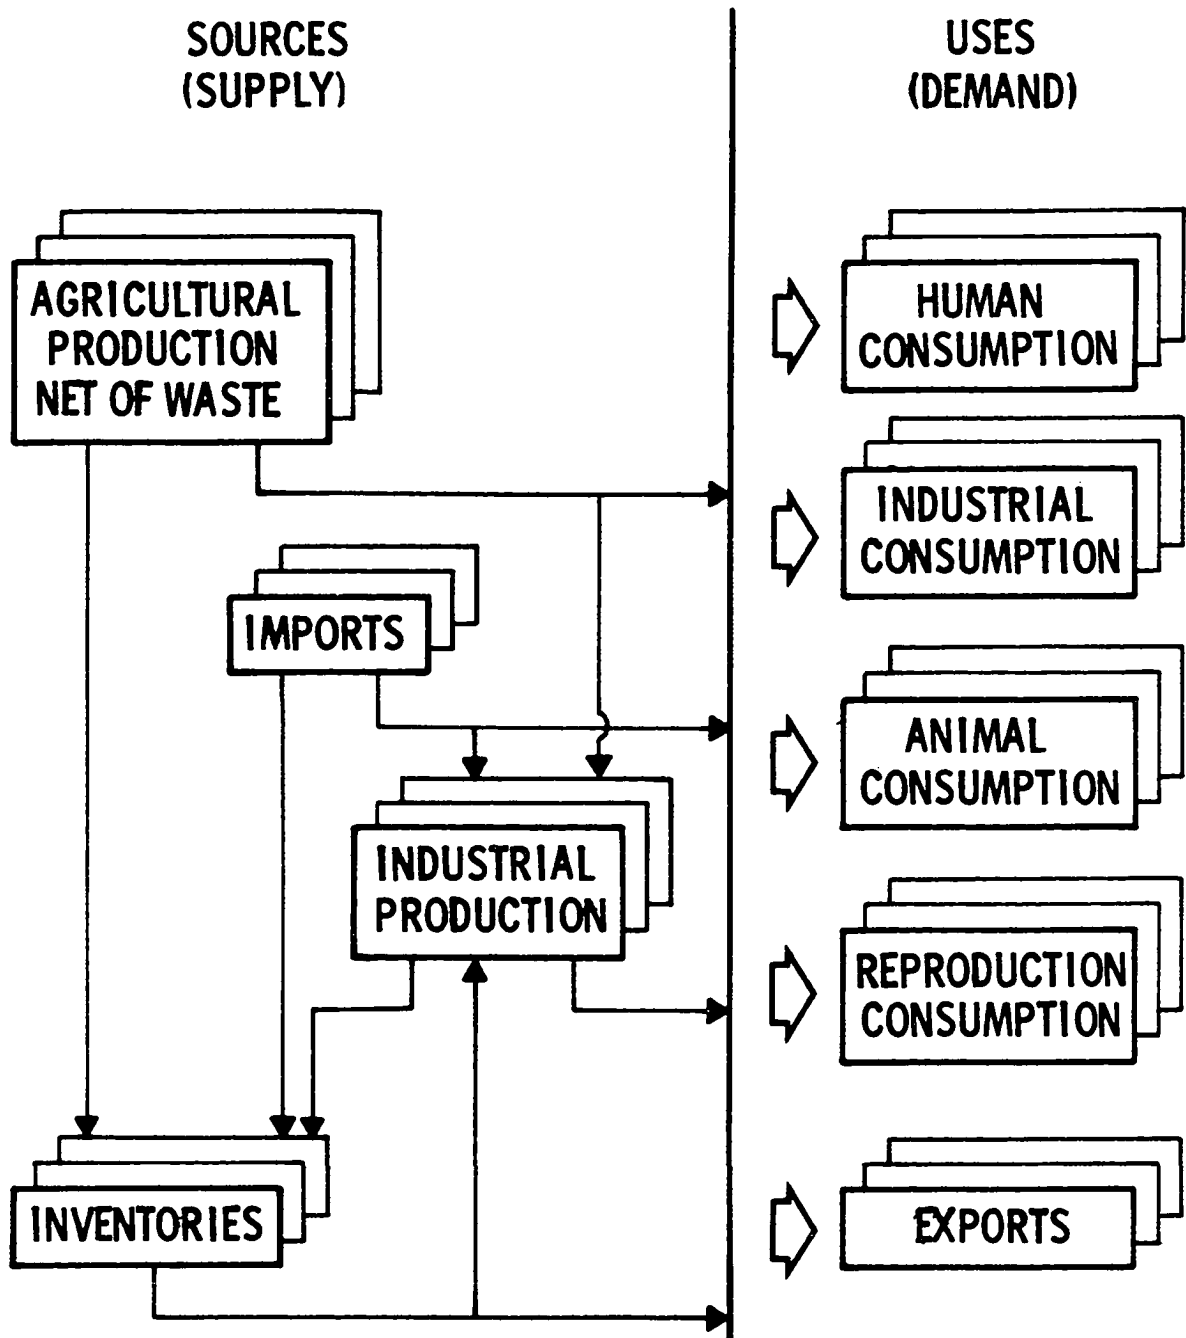 SOURCES
(SUPPLY)
USES
(DEMAND)
AGRICULTURAL
PRODUCTION
NET OF WASTE
IMPORTS
INDUSTRIAL
PRODUCTION
INVENTORIES
HUMAN
CONSUMPTION
INDUSTRIAL
CONSUMPTION
ANIMAL
CONSUMPTION
REPRODUCTION
CONSUMPTION
EXPORTS